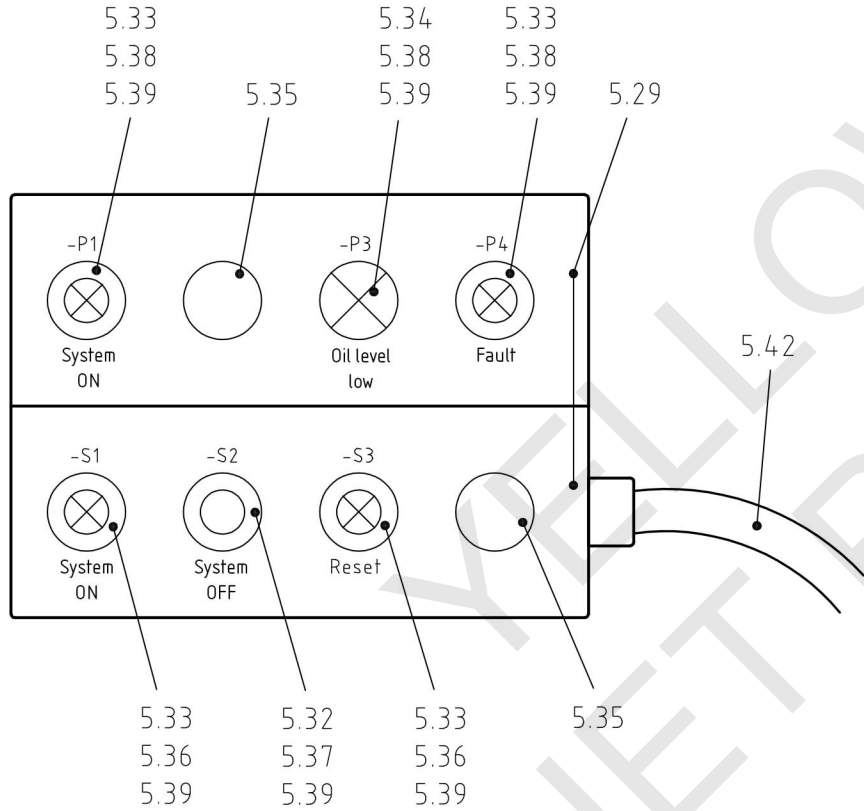 5.33 5.34 5.33
5.38 5.38 5.38
5.39 5.35 5.39 5.39 5.29
-P1 -P3 -P4
System Oil level Fault
ON low
5.42
-S1 -S2 -S3
System System Reset
ON OFF
5.33 5.32 5.33 5.35
5.36 5.37 5.36
5.39 5.39 5.39